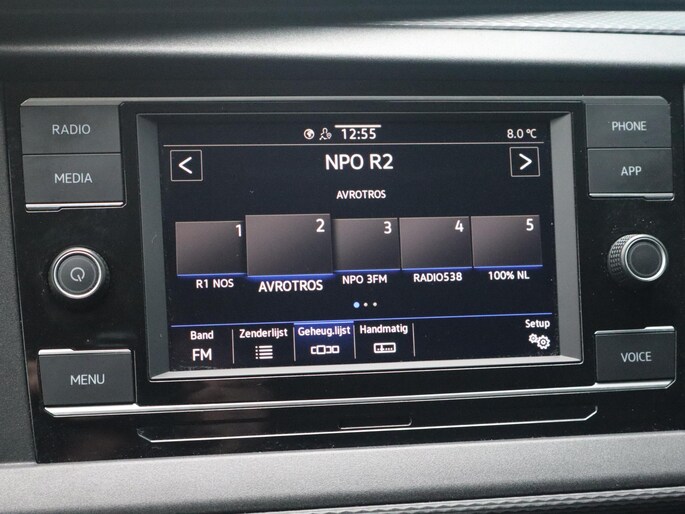 RADIO
MEDIA
MENU
12:55
8.0 °C
< NPO R2 >
AVROTROS
1 2 3 4 5
R1 NOS AVROTROS NPO 3FM RADIO538 100% NL
Band Zenderlijst Geheug.lijst Handmatig Setup
FM
PHONE
APP
VOICE